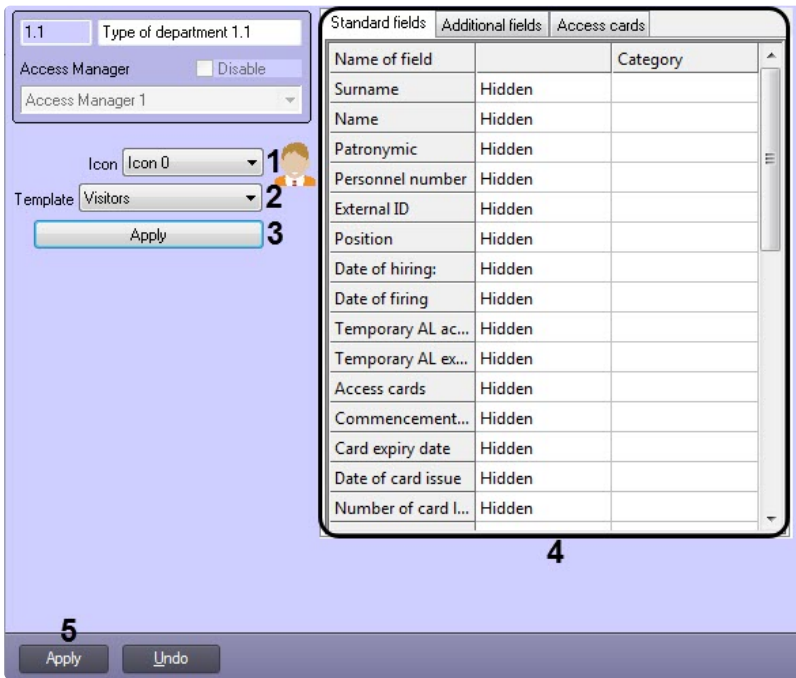 1.1 Type of department 1.1
Access Manager Disable
Access Manager 1
Icon Icon 0 1
Template Visitors 2
Apply 3
Standard fields Additional fields Access cards
Name of field Category
Surname Hidden
Name Hidden
Patronymic Hidden
Personnel number Hidden
External ID Hidden
Position Hidden
Date of hiring: Hidden
Date of firing Hidden
Temporary AL ac... Hidden
Temporary AL ex... Hidden
Access cards Hidden
Commencement... Hidden
Card expiry date Hidden
Date of card issue Hidden
Number of card l... Hidden
4
5
Apply Undo